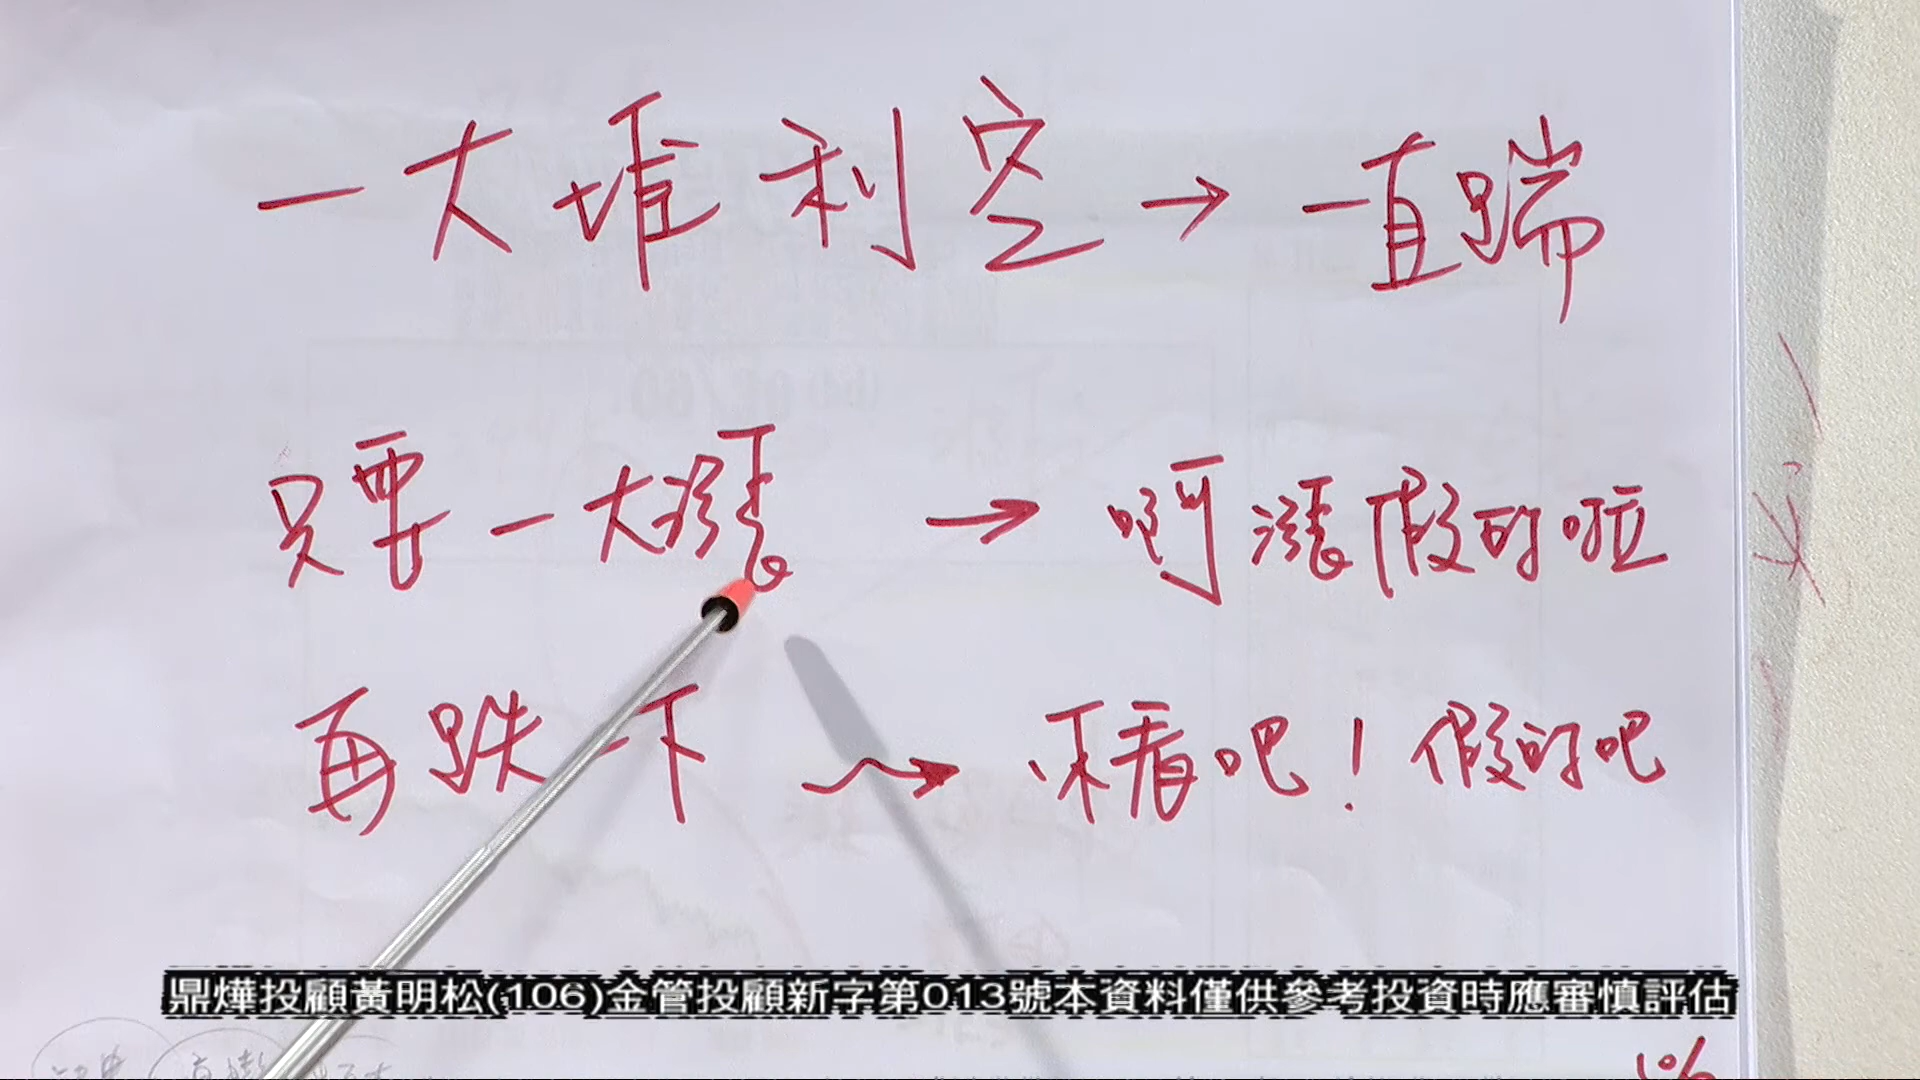 一大堆利空→一直踹
只要一大漲→啊漲假的啦
再跌一下→不看吧!假的吧
鼎燁投顧黃明松(106)金管投顧新字第013號本資料僅供參考投資時應審慎評估